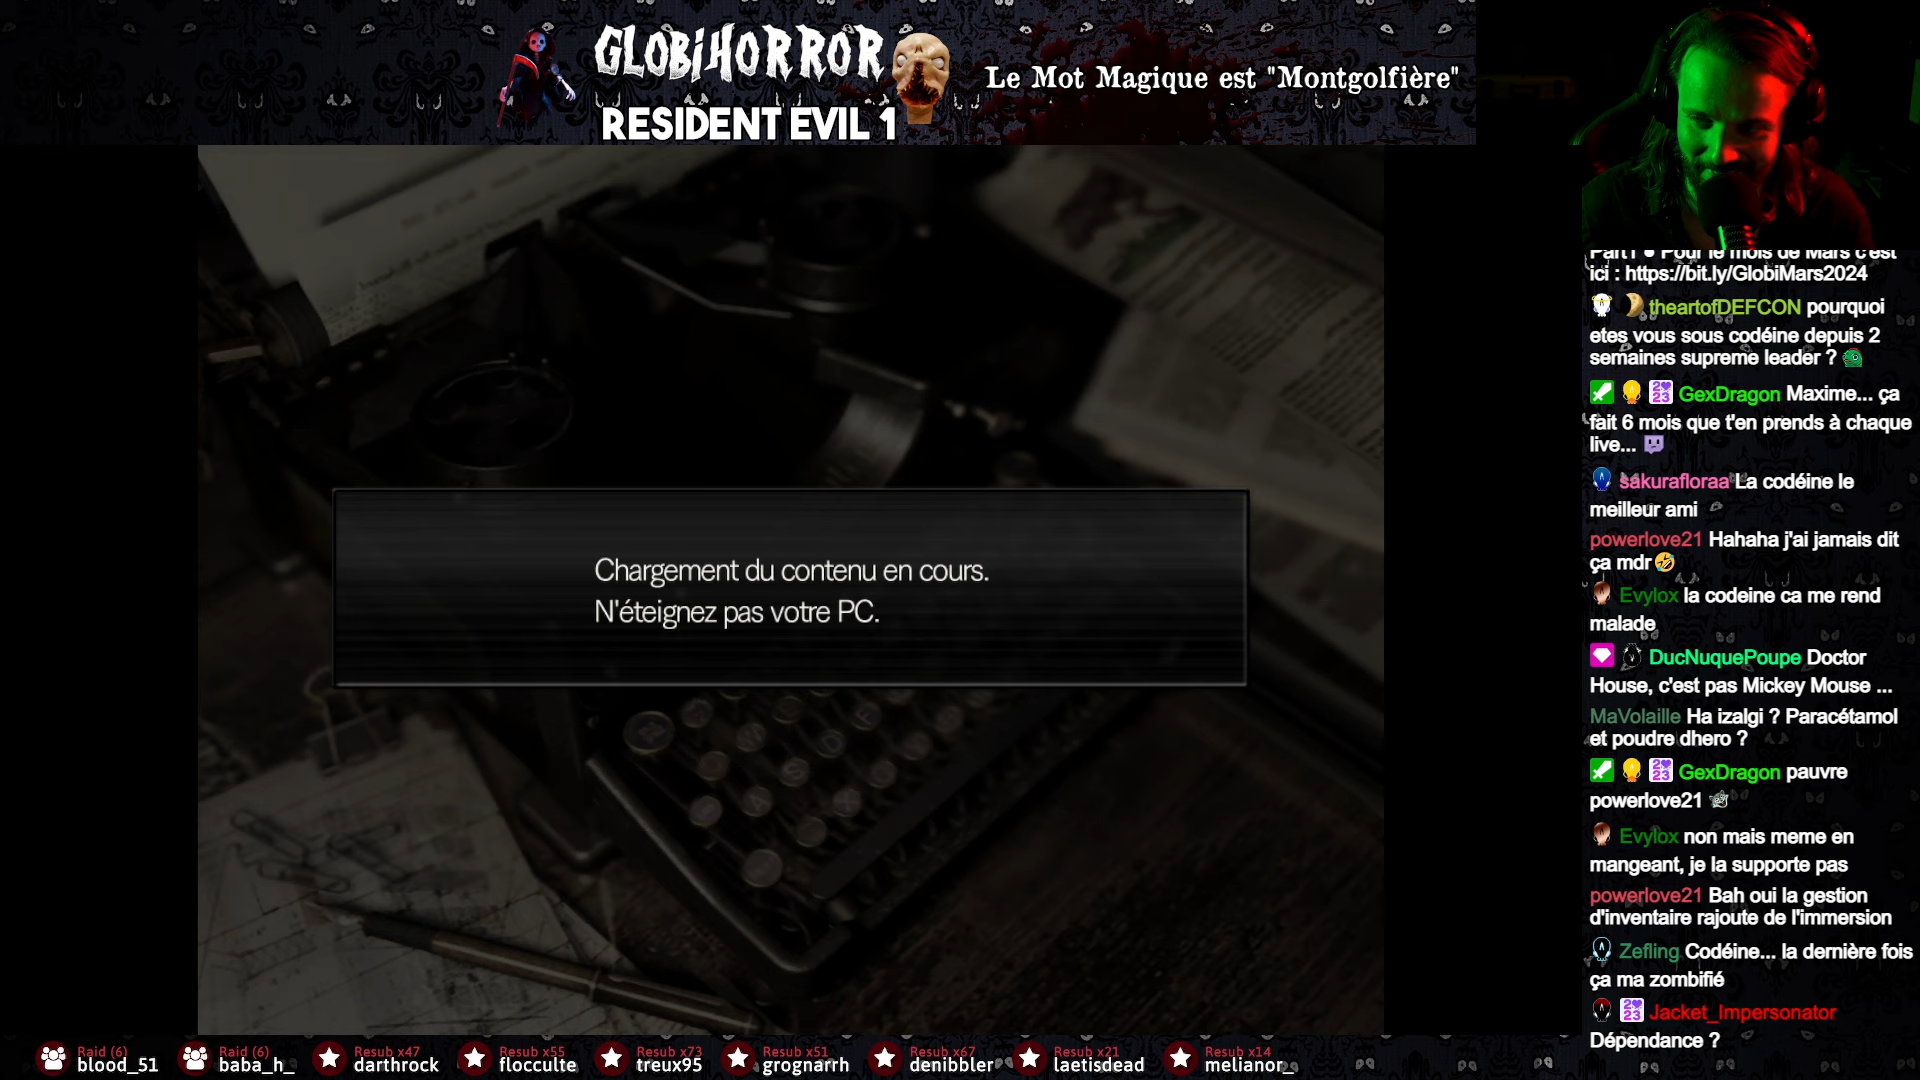 GLOBIHORROR
RESIDENT EVIL 1
Le Mot Magique est "Montgolfière"
Chargement du contenu en cours.
N'éteignez pas votre PC.
Part1 ● Pour le mois de Mars c'est
ici : https://bit.ly/GlobiMars2024
theartofDEFCON pourquoi
etes vous sous codéine depuis 2
semaines supreme leader ?
GexDragon Maxime... ça
fait 6 mois que t'en prends à chaque
live...
sakurafloraa La codéine le
meilleur ami
powerlove21 Hahaha j'ai jamais dit
ça mdr
Evylox la codeine ca me rend
malade
DucNuquePoupe Doctor
House, c'est pas Mickey Mouse ...
MaVolaille Ha izalgi ? Paracétamol
et poudre dhero ?
GexDragon pauvre
powerlove21
Evylox non mais meme en
mangeant, je la supporte pas
powerlove21 Bah oui la gestion
d'inventaire rajoute de l'immersion
Zefling Codéine... la dernière fois
ça ma zombifié
Jacket_Impersonator
Dépendance ?
Raid (6)
blood_51
Raid (6)
baba_h_
Resub x47
darthrock
Resub x55
flocculte
Resub x73
treux95
Resub x51
grognarrh
Resub x67
denibbler
Resub x21
laetisdead
Resub x14
melianor_